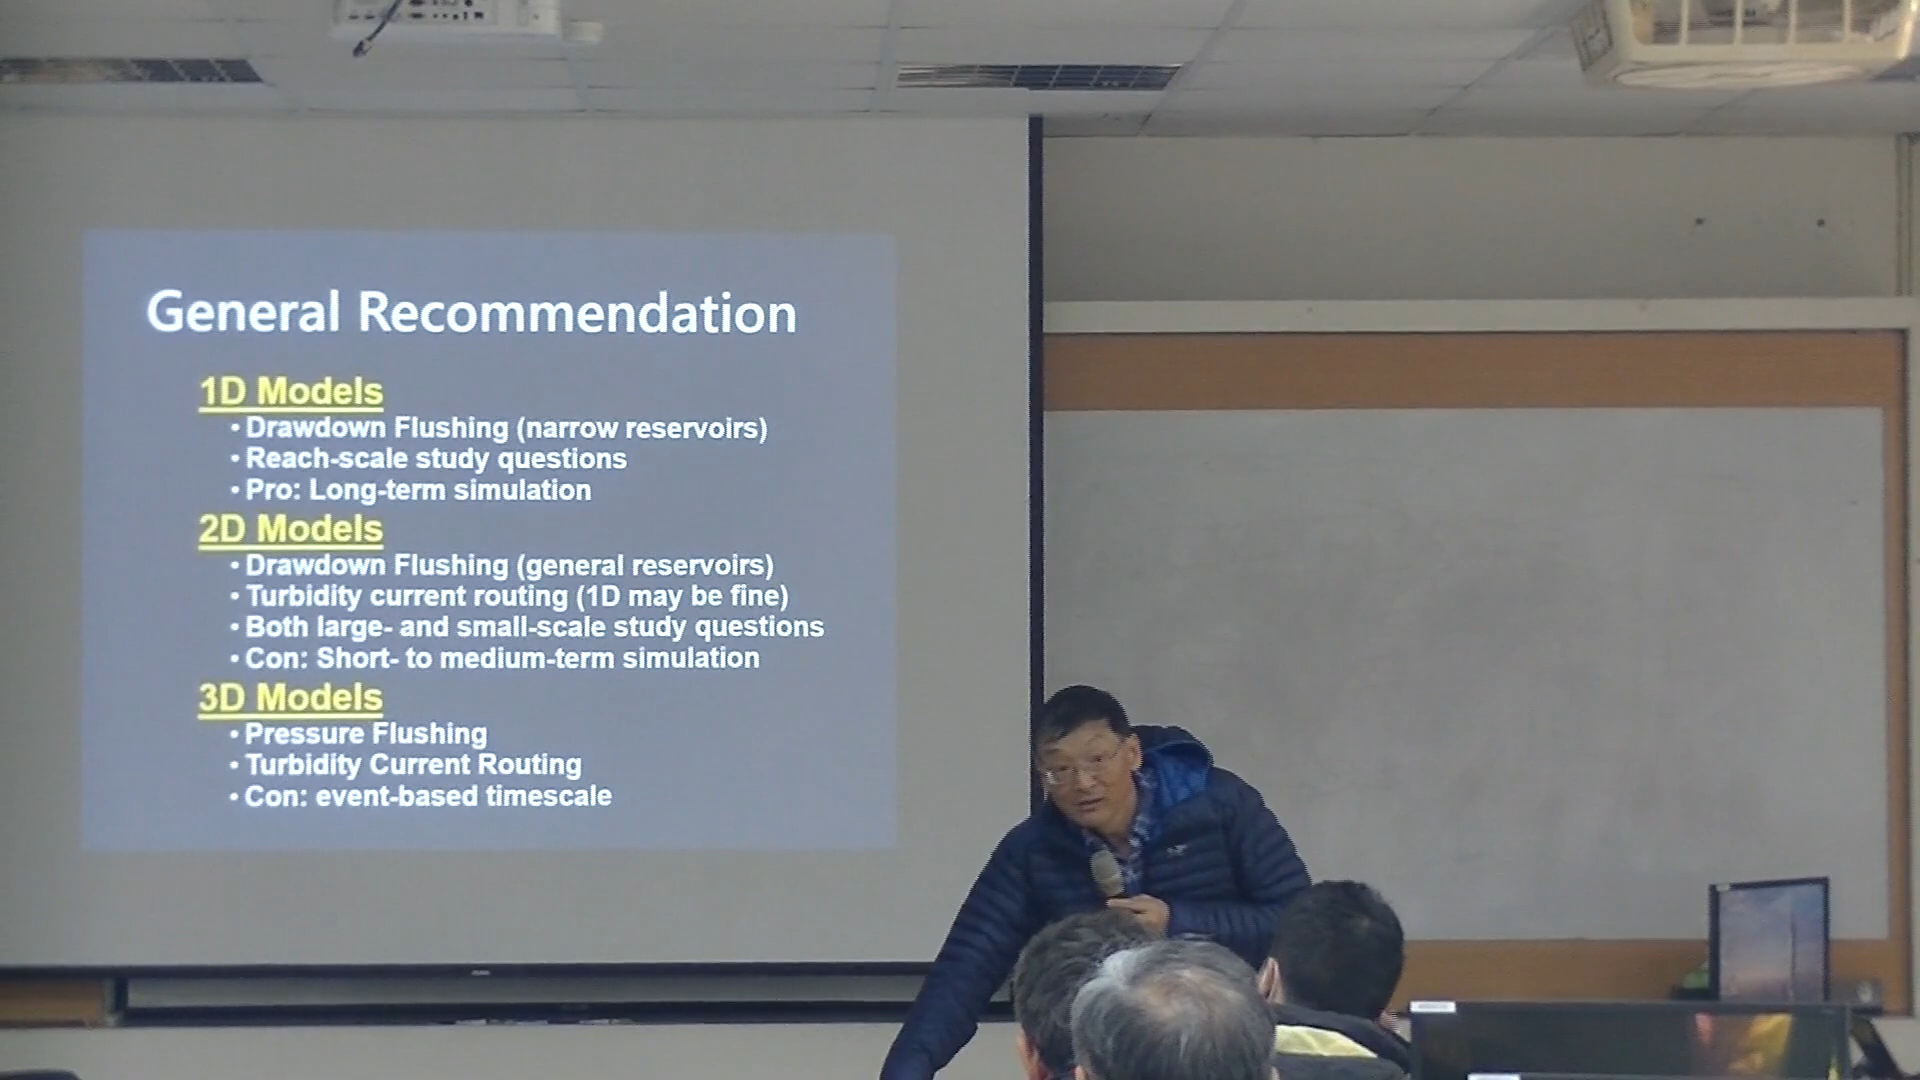 General Recommendation
1D Models
• Drawdown Flushing (narrow reservoirs)
• Reach-scale study questions
• Pro: Long-term simulation
2D Models
• Drawdown Flushing (general reservoirs)
• Turbidity current routing (1D may be fine)
• Both large- and small-scale study questions
• Con: Short- to medium-term simulation
3D Models
• Pressure Flushing
• Turbidity Current Routing
• Con: event-based timescale